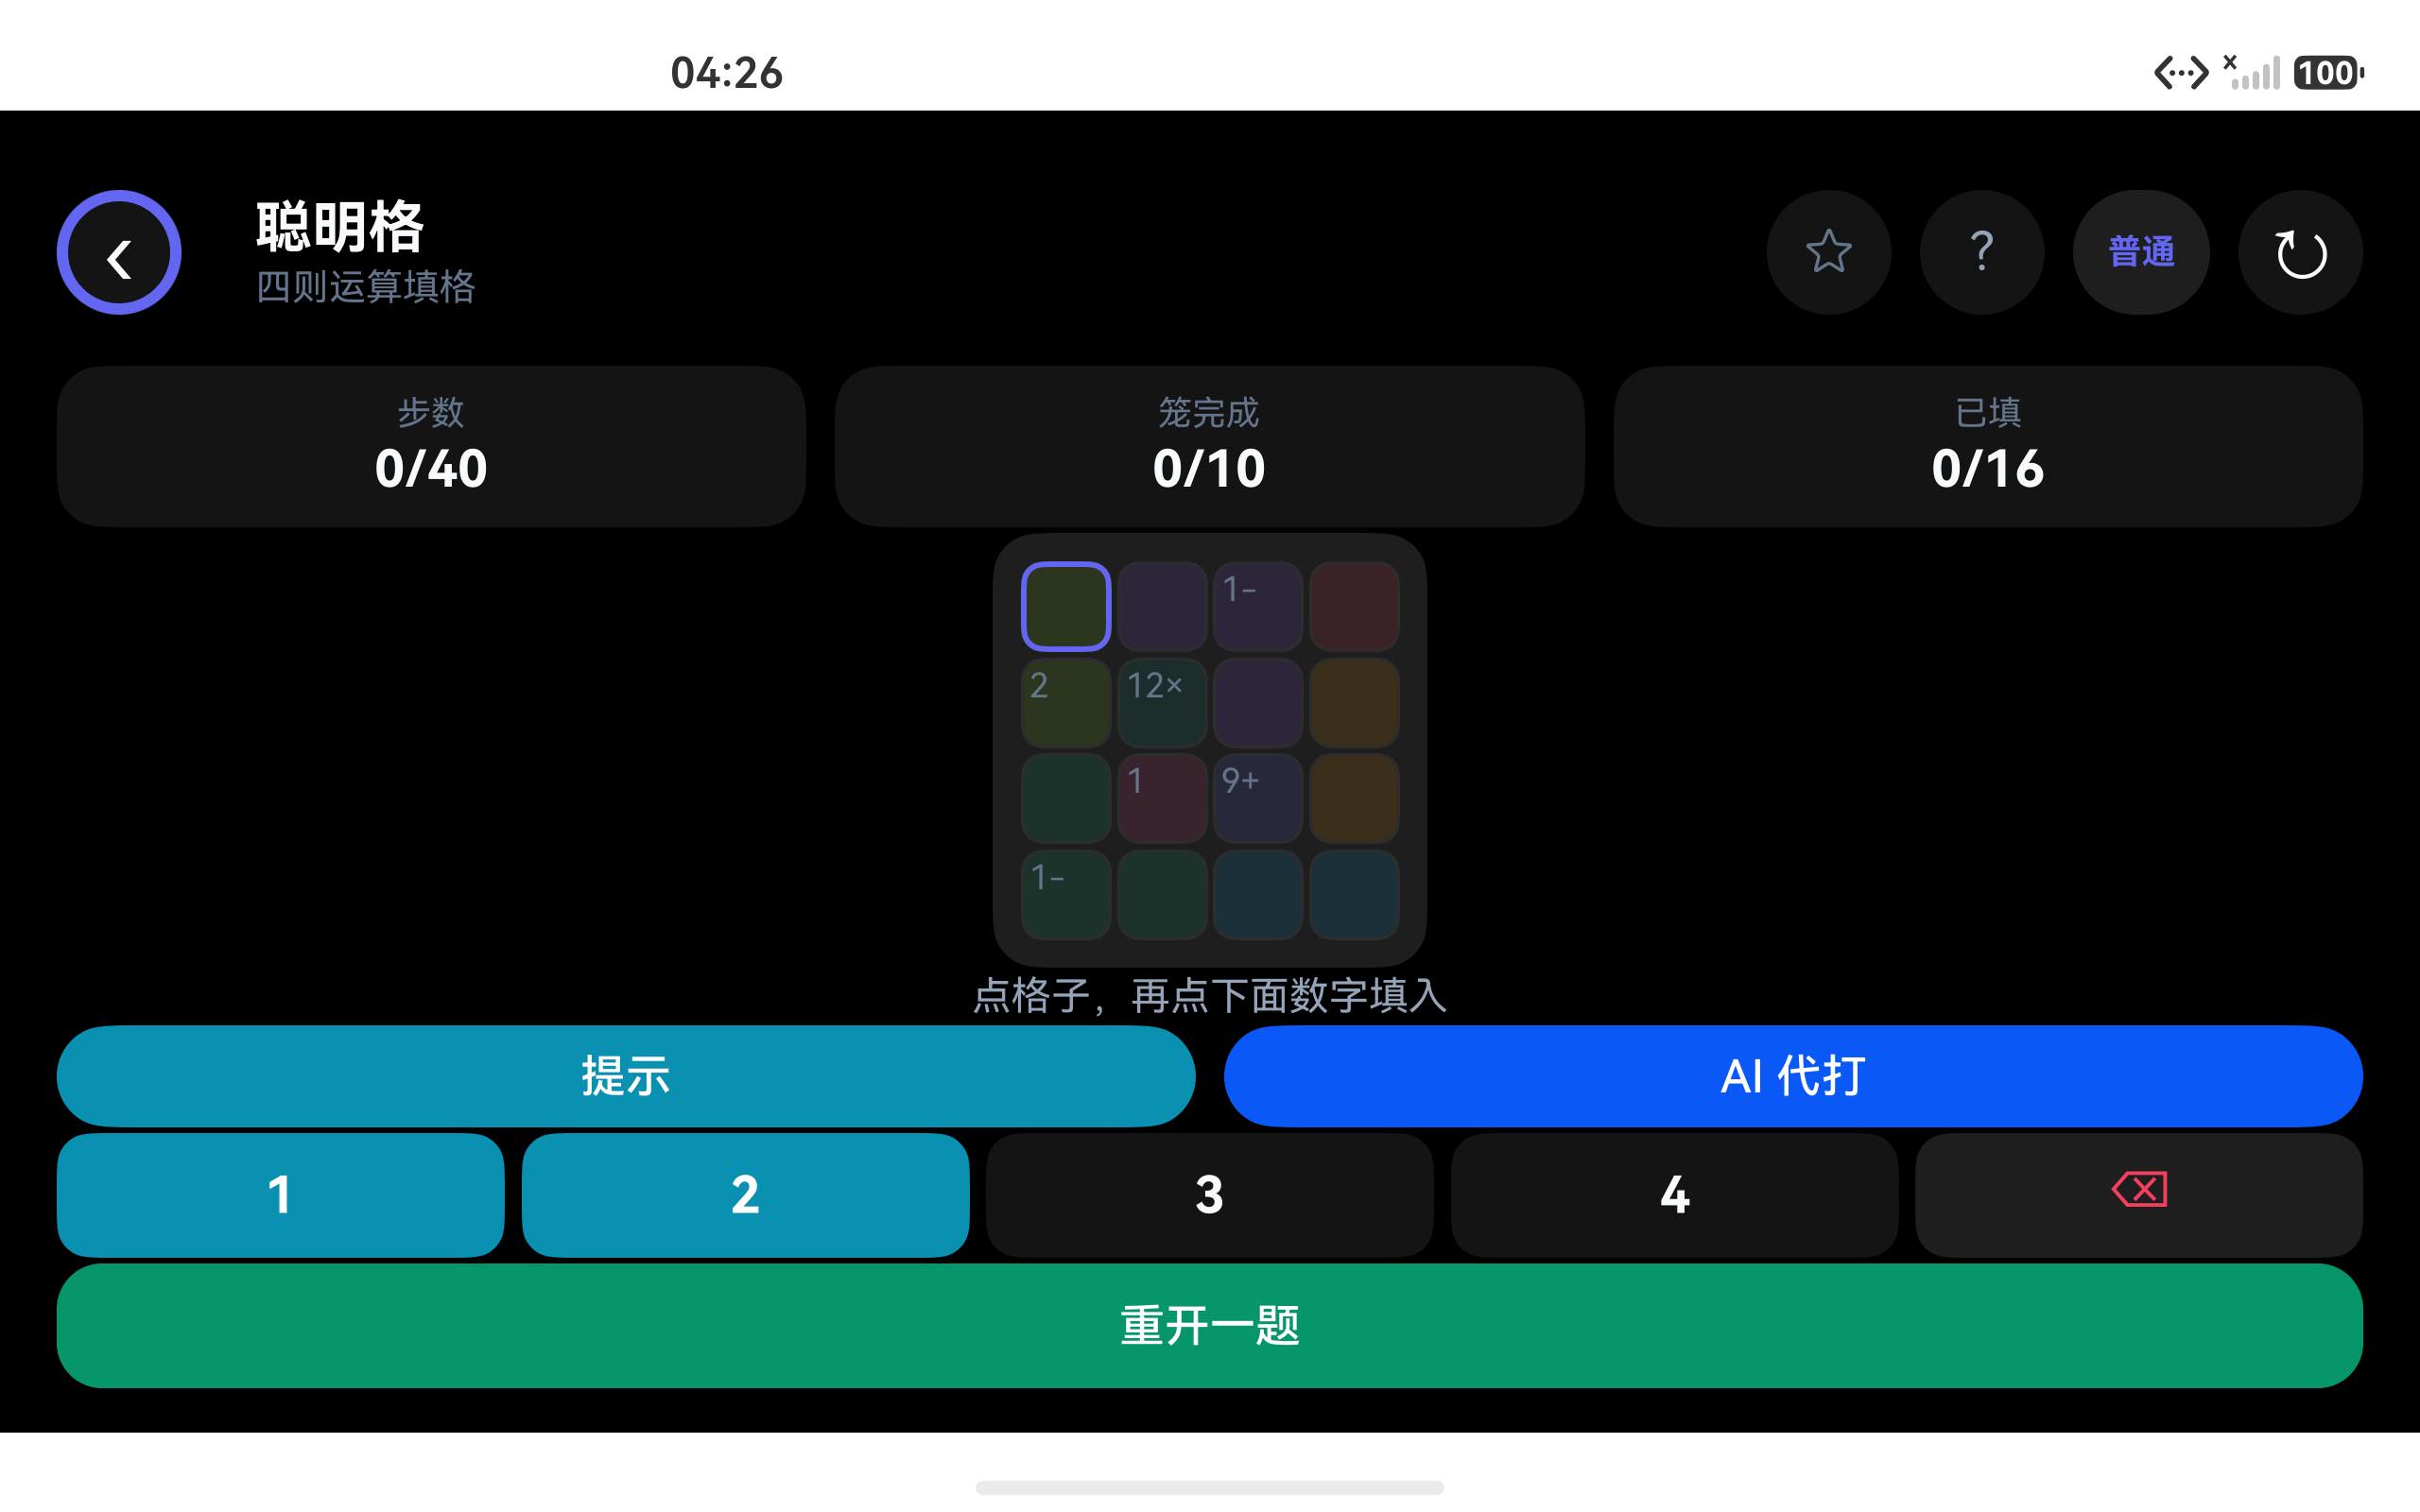 04:26
100
聪明格
四则运算填格
?
普通
步数
0/40
笼完成
0/10
已填
0/16
1-
2
12×
1
9+
1-
点格子，再点下面数字填入
提示
AI 代打
1
2
3
4
重开一题